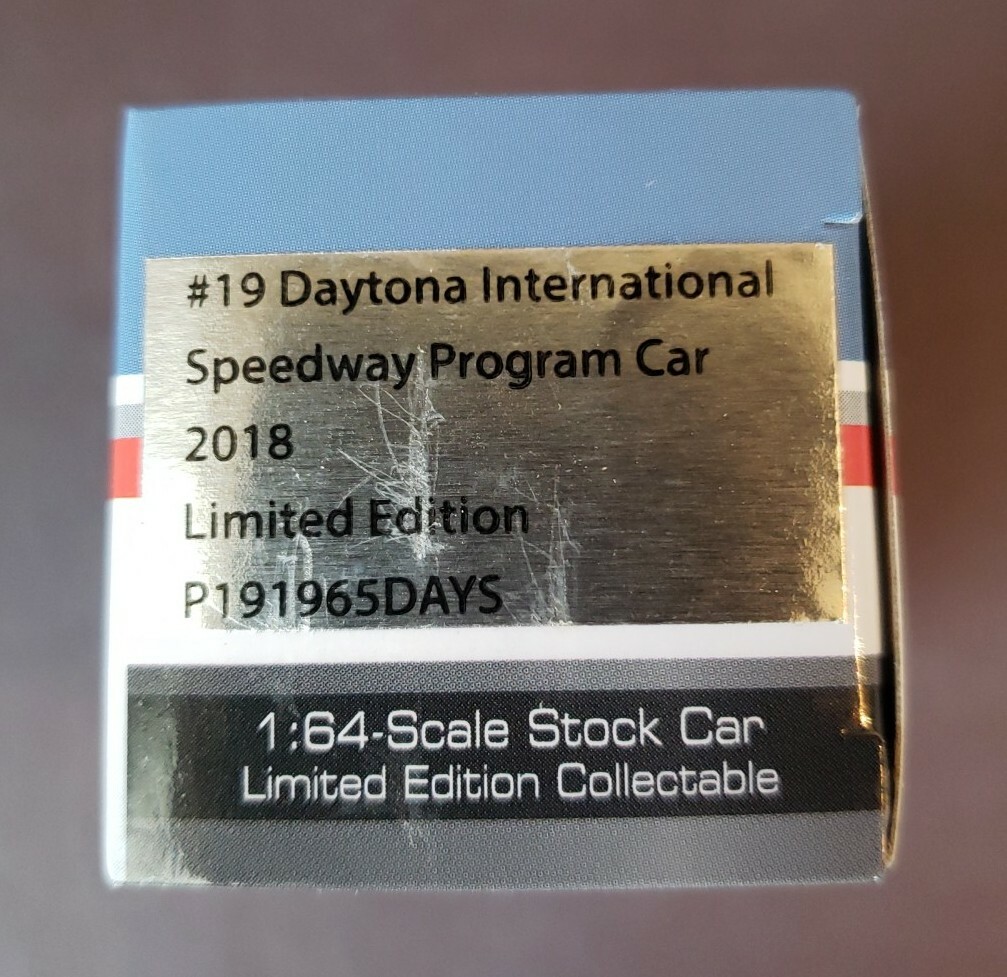 #19 Daytona International
Speedway Program Car
2018
Limited Edition
P191965DAYS
1:64-Scale Stock Car
Limited Edition Collectable